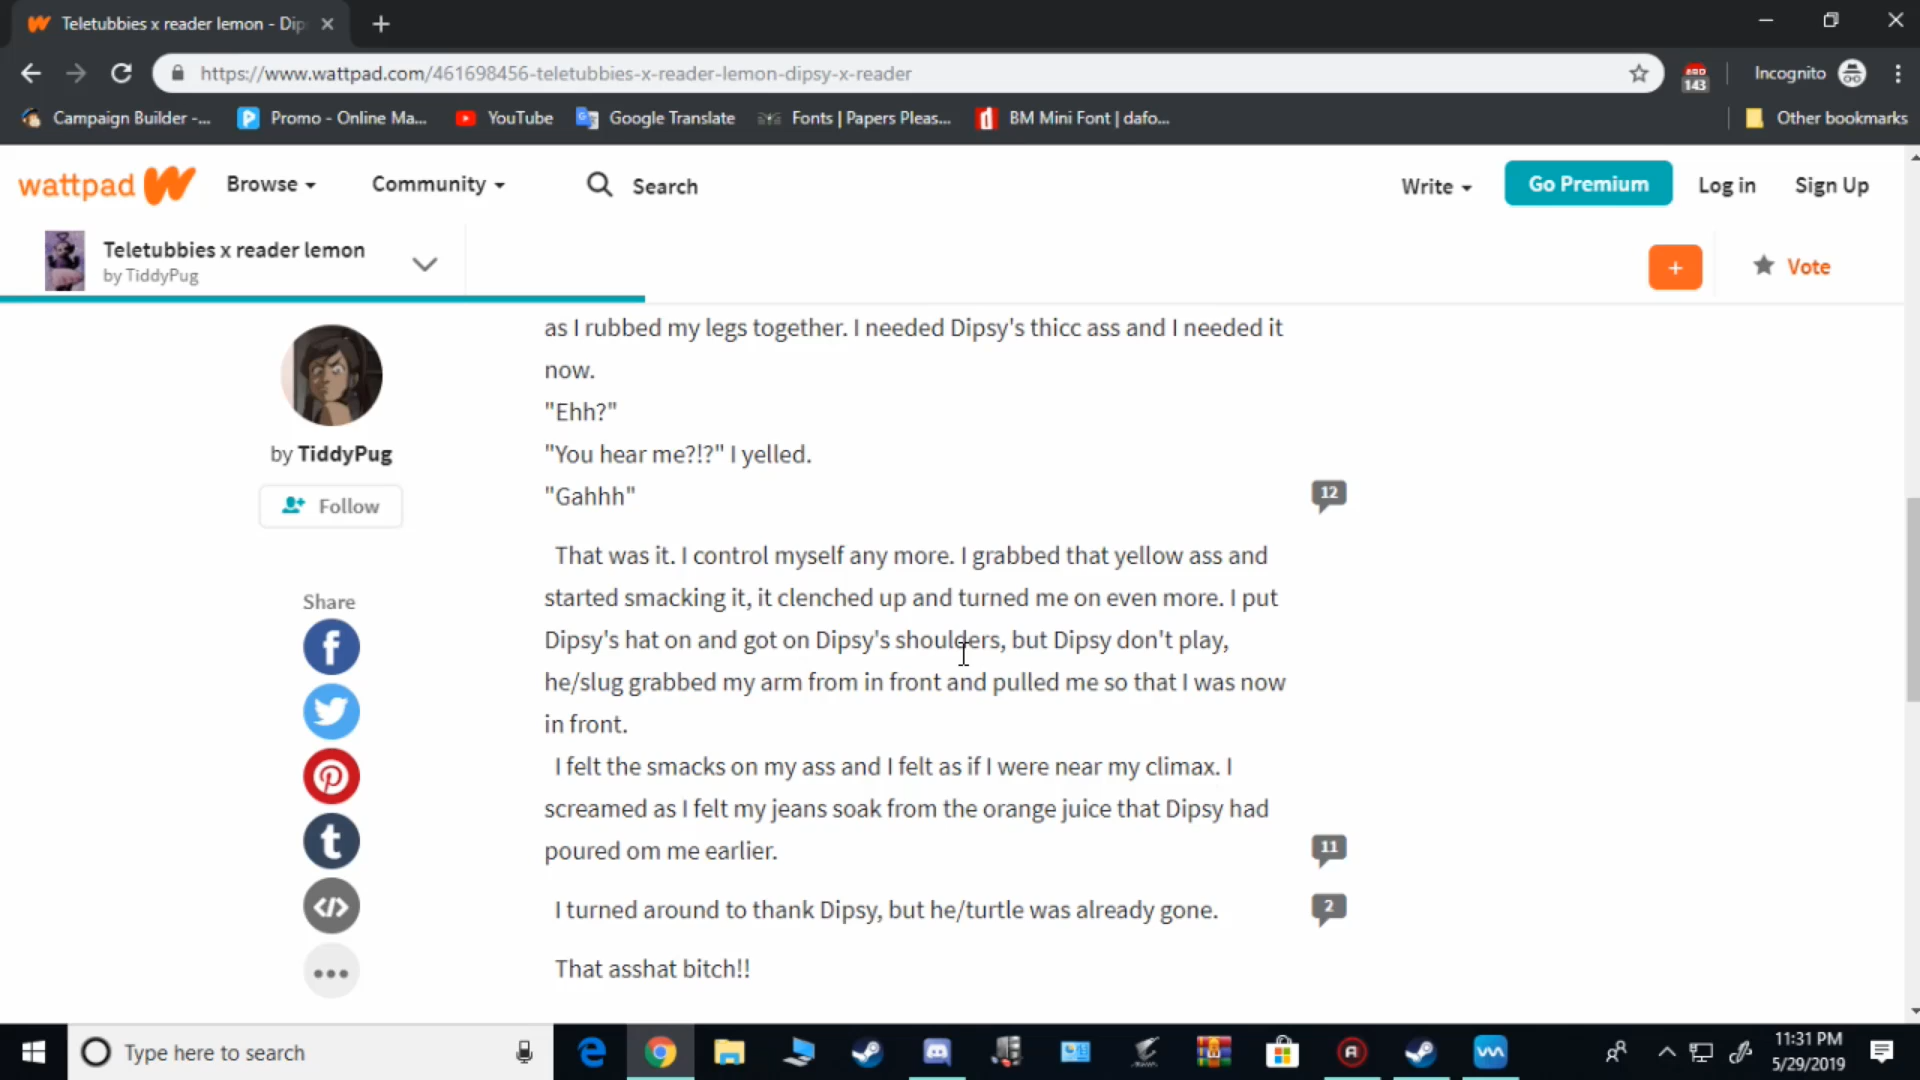 Teletubbies x reader lemon - Dip
https://www.wattpad.com/461698456-teletubbies-x-reader-lemon-dipsy-x-reader
ABP
143
Incognito
Campaign Builder -...
Promo - Online Ma...
YouTube
Google Translate
Fonts | Papers Pleas...
BM Mini Font | dafo...
Other bookmarks
wattpad
Browse
Community
Search
Write
Go Premium
Log in
Sign Up
Teletubbies x reader lemon
by TiddyPug
+
Vote
by TiddyPug
Follow
Share
as I rubbed my legs together. I needed Dipsy's thicc ass and I needed it
now.
"Ehh?"
"You hear me?!?" I yelled.
"Gahhh"
12
That was it. I control myself any more. I grabbed that yellow ass and
started smacking it, it clenched up and turned me on even more. I put
Dipsy's hat on and got on Dipsy's shoulders, but Dipsy don't play,
he/slug grabbed my arm from in front and pulled me so that I was now
in front.
I felt the smacks on my ass and I felt as if I were near my climax. I
screamed as I felt my jeans soak from the orange juice that Dipsy had
poured om me earlier.
11
I turned around to thank Dipsy, but he/turtle was already gone.
2
That asshat bitch!!
Type here to search
11:31 PM
5/29/2019